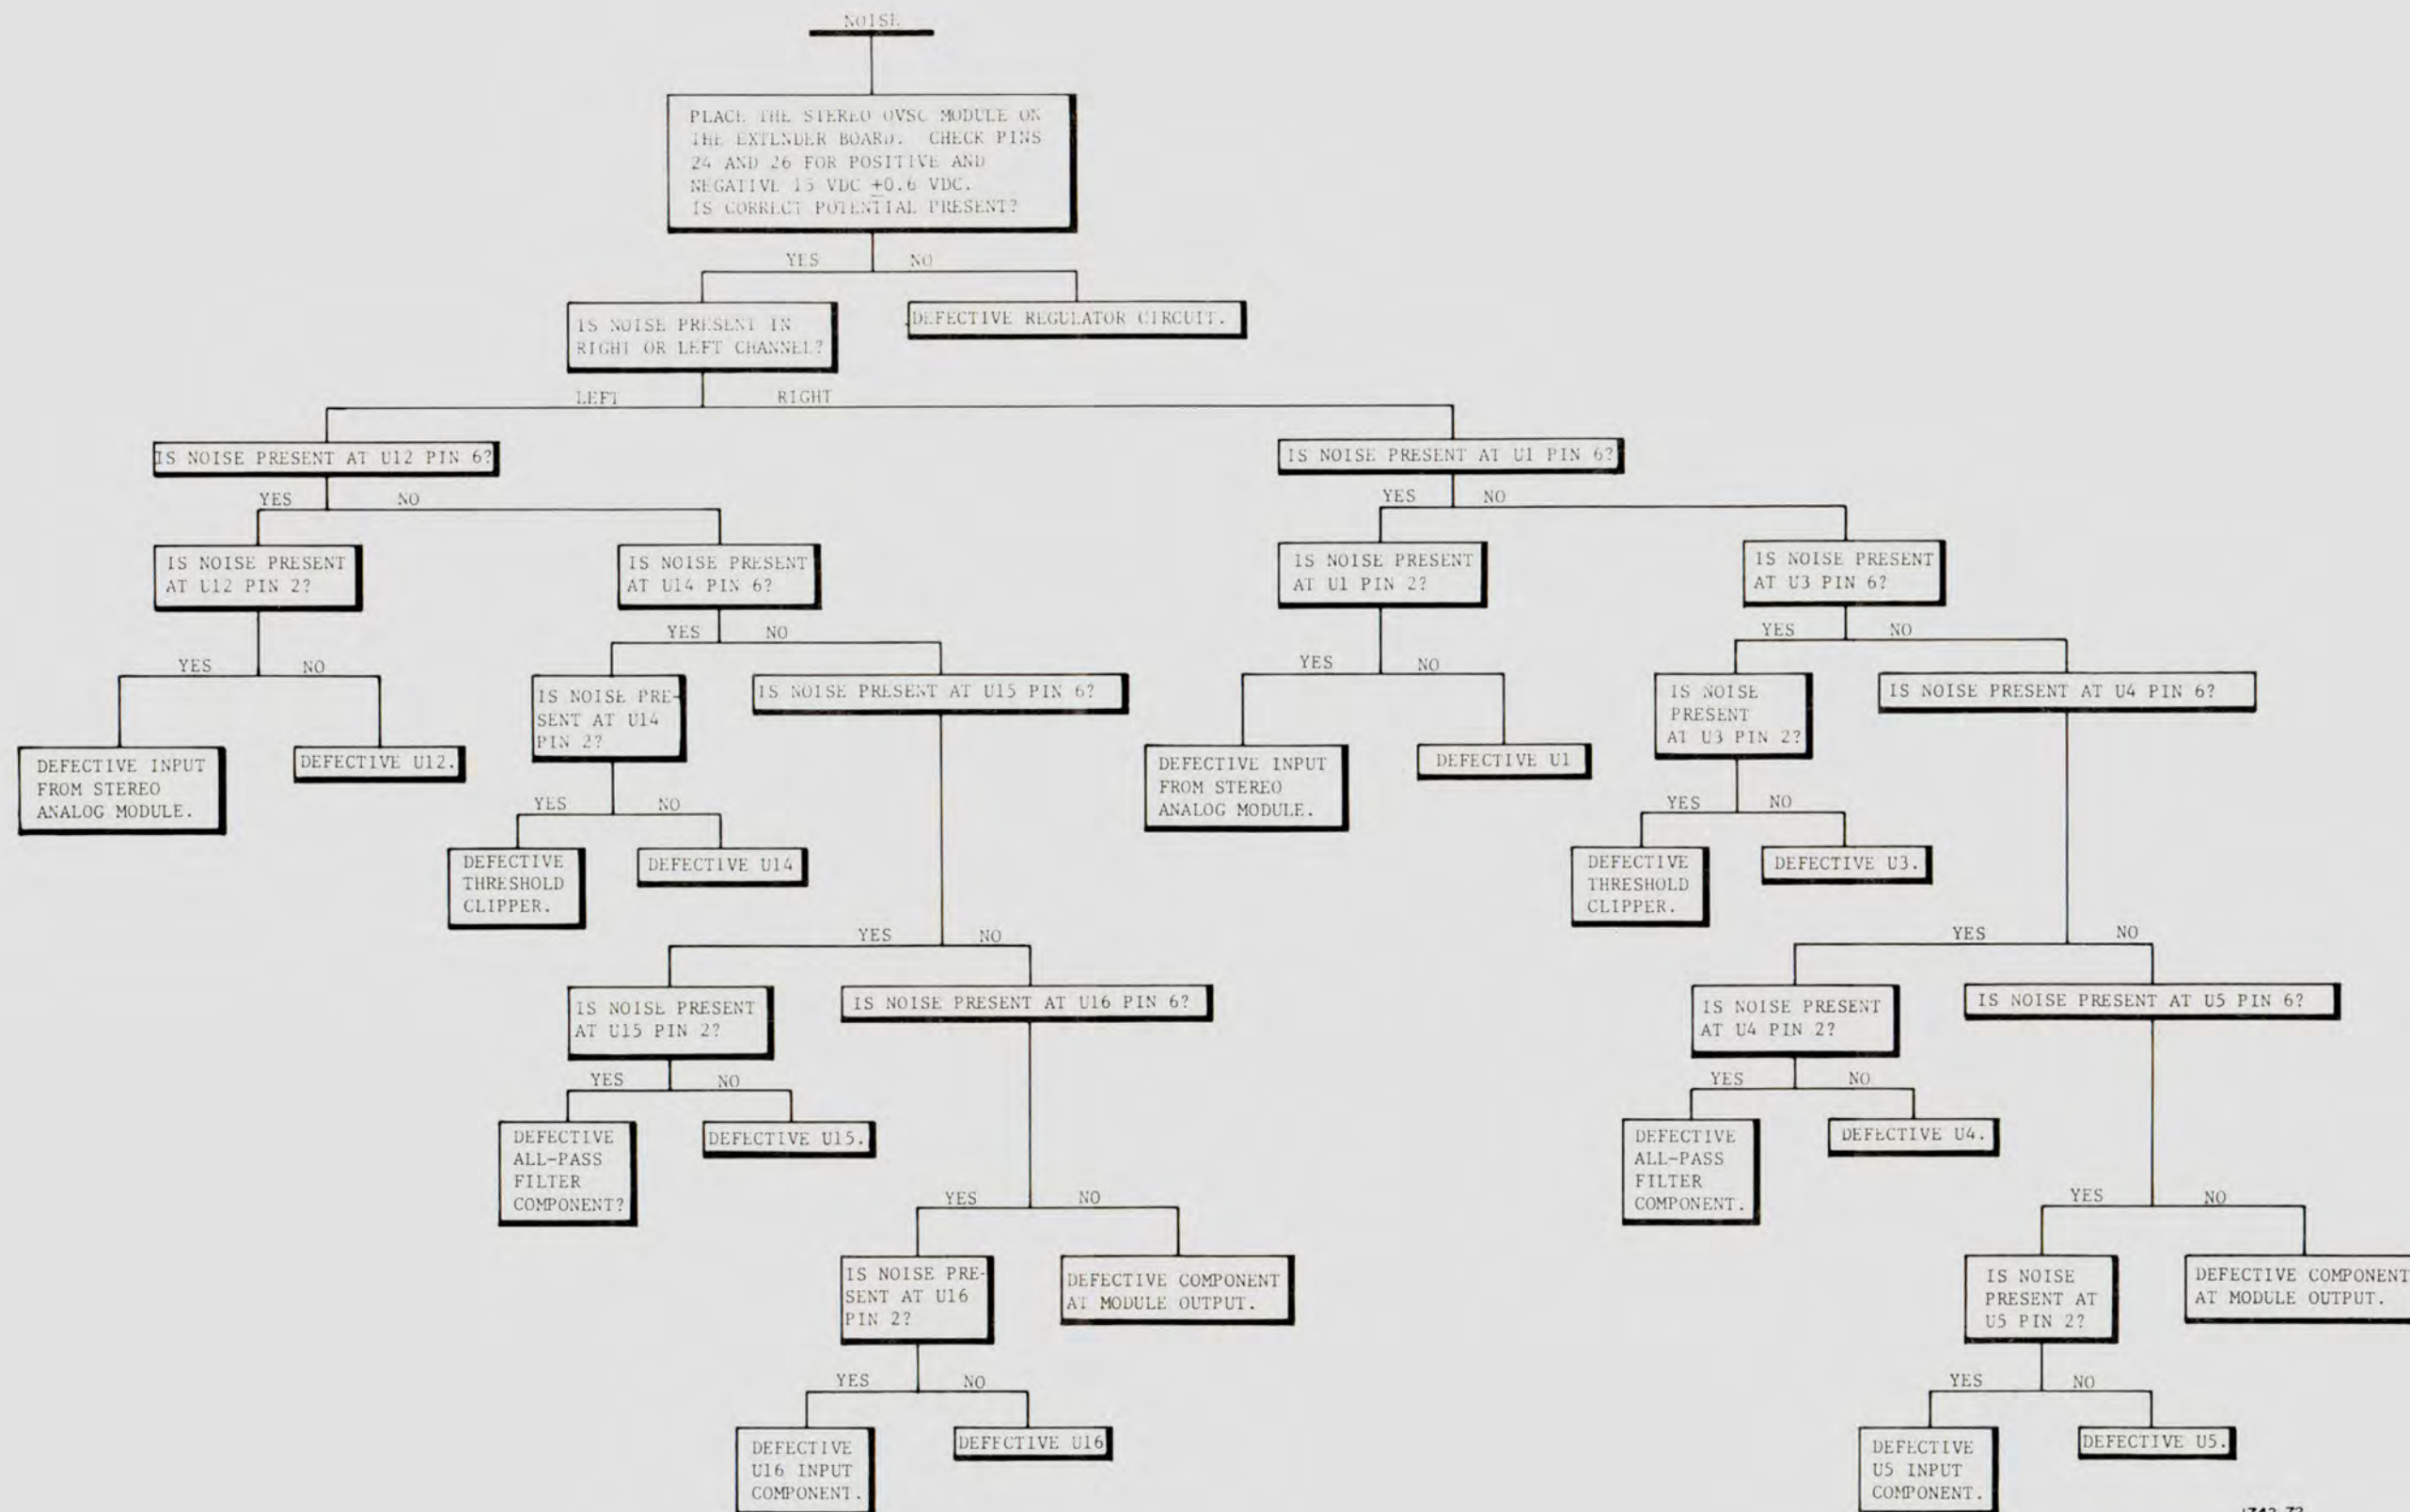 NOISE
PLACE THE STEREO OVSC MODULE ON
THE EXTENDER BOARD. CHECK PINS
24 AND 26 FOR POSITIVE AND
NEGATIVE 15 VDC ±0.6 VDC.
IS CORRECT POTENTIAL PRESENT?
YES NO
IS NOISE PRESENT IN
RIGHT OR LEFT CHANNEL?
DEFECTIVE REGULATOR CIRCUIT.
LEFT RIGHT
IS NOISE PRESENT AT U12 PIN 6?
IS NOISE PRESENT AT U1 PIN 6?
YES NO
YES NO
IS NOISE PRESENT
AT U12 PIN 2?
IS NOISE PRESENT
AT U14 PIN 6?
IS NOISE PRESENT
AT U1 PIN 2?
IS NOISE PRESENT
AT U3 PIN 6?
YES NO
YES NO
YES NO
YES NO
IS NOISE PRE-
SENT AT U14
PIN 2?
IS NOISE PRESENT AT U15 PIN 6?
IS NOISE
PRESENT
AT U3 PIN 2?
IS NOISE PRESENT AT U4 PIN 6?
DEFECTIVE INPUT
FROM STEREO
ANALOG MODULE.
DEFECTIVE U12.
DEFECTIVE INPUT
FROM STEREO
ANALOG MODULE.
DEFECTIVE U1
YES NO
YES NO
DEFECTIVE
THRESHOLD
CLIPPER.
DEFECTIVE U14
DEFECTIVE
THRESHOLD
CLIPPER.
DEFECTIVE U3.
YES NO
YES NO
IS NOISE PRESENT
AT U15 PIN 2?
IS NOISE PRESENT AT U16 PIN 6?
IS NOISE PRESENT
AT U4 PIN 2?
IS NOISE PRESENT AT U5 PIN 6?
YES NO
YES NO
DEFECTIVE
ALL-PASS
FILTER
COMPONENT?
DEFECTIVE U15.
DEFECTIVE
ALL-PASS
FILTER
COMPONENT.
DEFECTIVE U4.
YES NO
YES NO
IS NOISE PRE-
SENT AT U16
PIN 2?
DEFECTIVE COMPONENT
AT MODULE OUTPUT.
IS NOISE
PRESENT AT
U5 PIN 2?
DEFECTIVE COMPONENT
AT MODULE OUTPUT.
YES NO
YES NO
DEFECTIVE
U16 INPUT
COMPONENT.
DEFECTIVE U16
DEFECTIVE
U5 INPUT
COMPONENT.
DEFECTIVE U5.